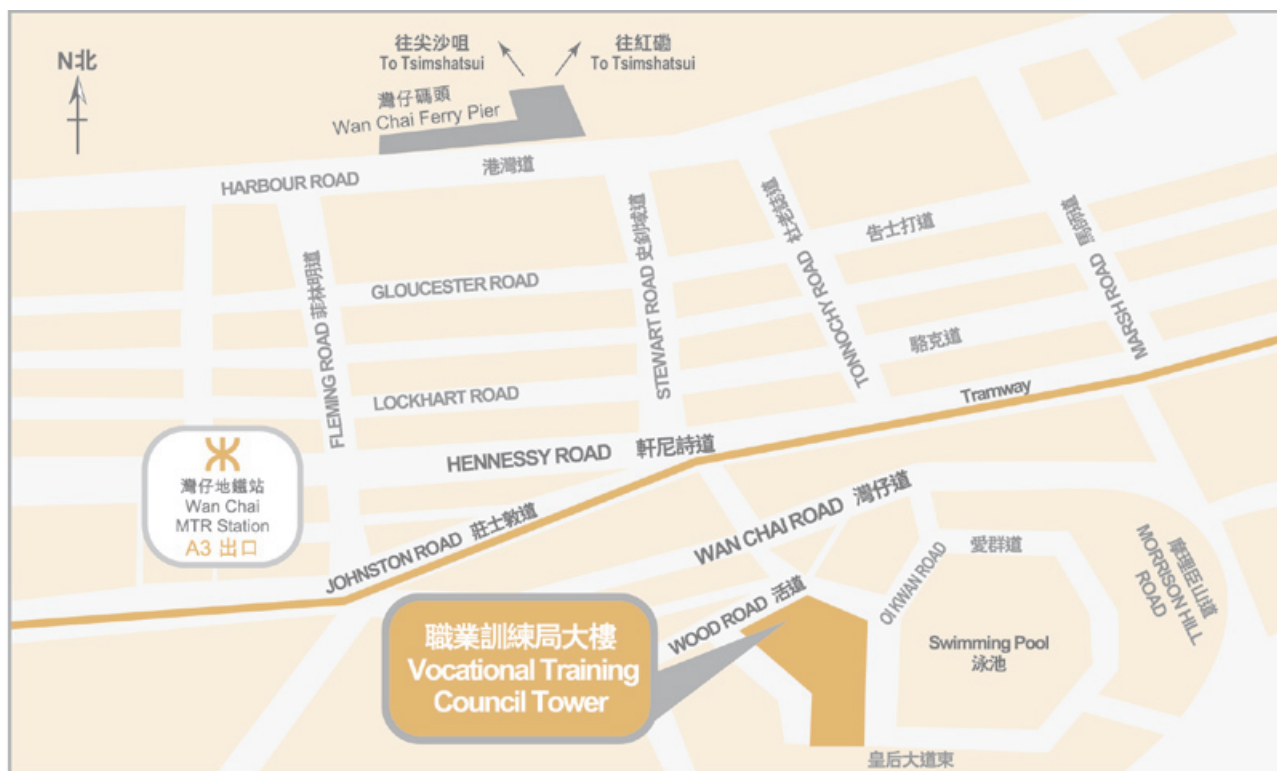 N北
往尖沙咀
To Tsimshatsui
往紅磡
To Tsimshatsui
灣仔碼頭
Wan Chai Ferry Pier
HARBOUR ROAD 港灣道
FLEMING ROAD 菲林明道
STEWART ROAD 史釗域道
TONNOCHY ROAD 杜老誌道
MARSH ROAD 馬師道
GLOUCESTER ROAD 告士打道
LOCKHART ROAD 駱克道
HENNESSY ROAD 軒尼詩道
Tramway
灣仔地鐵站
Wan Chai
MTR Station
A3 出口
JOHNSTON ROAD 莊士敦道
WAN CHAI ROAD 灣仔道
WOOD ROAD 活道
OI KWAN ROAD
愛群道
摩理臣山道
MORRISON HILL
ROAD
Swimming Pool
泳池
職業訓練局大樓
Vocational Training
Council Tower
皇后大道東